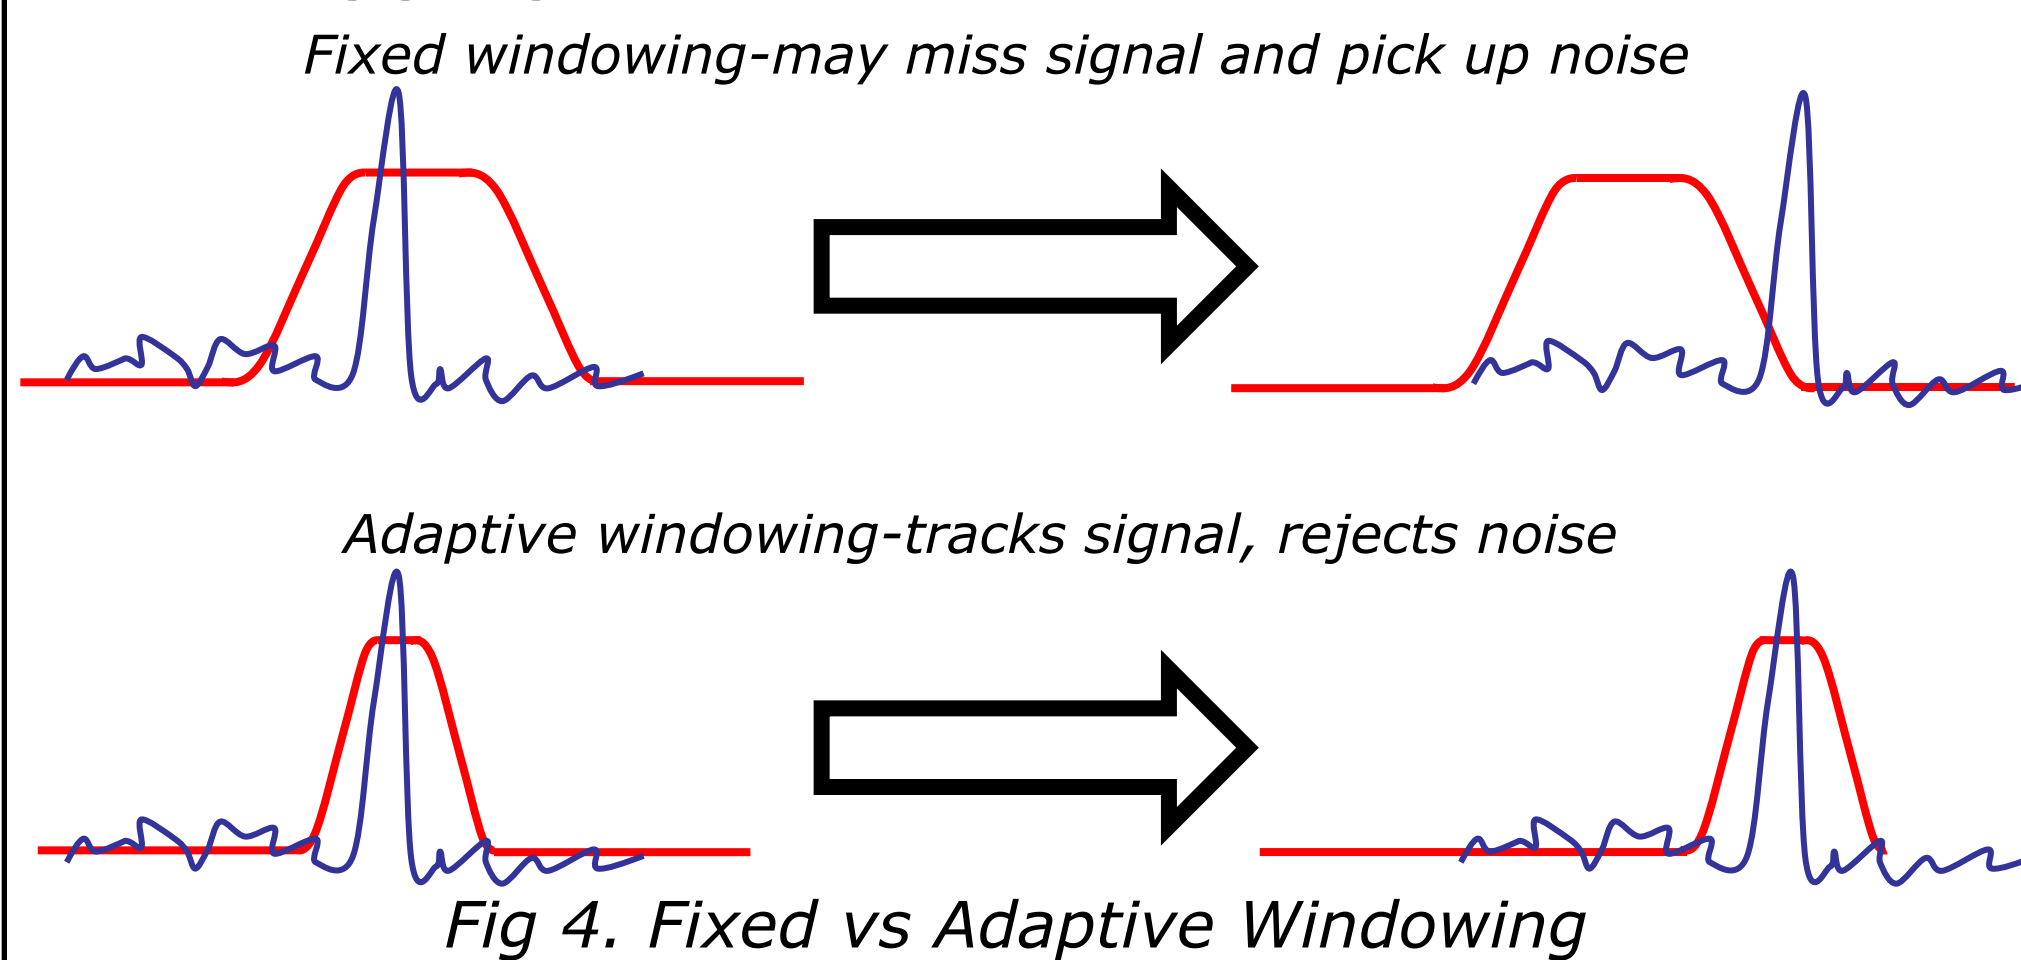 Fixed windowing-may miss signal and pick up noise
Adaptive windowing-tracks signal, rejects noise
Fig 4. Fixed vs Adaptive Windowing